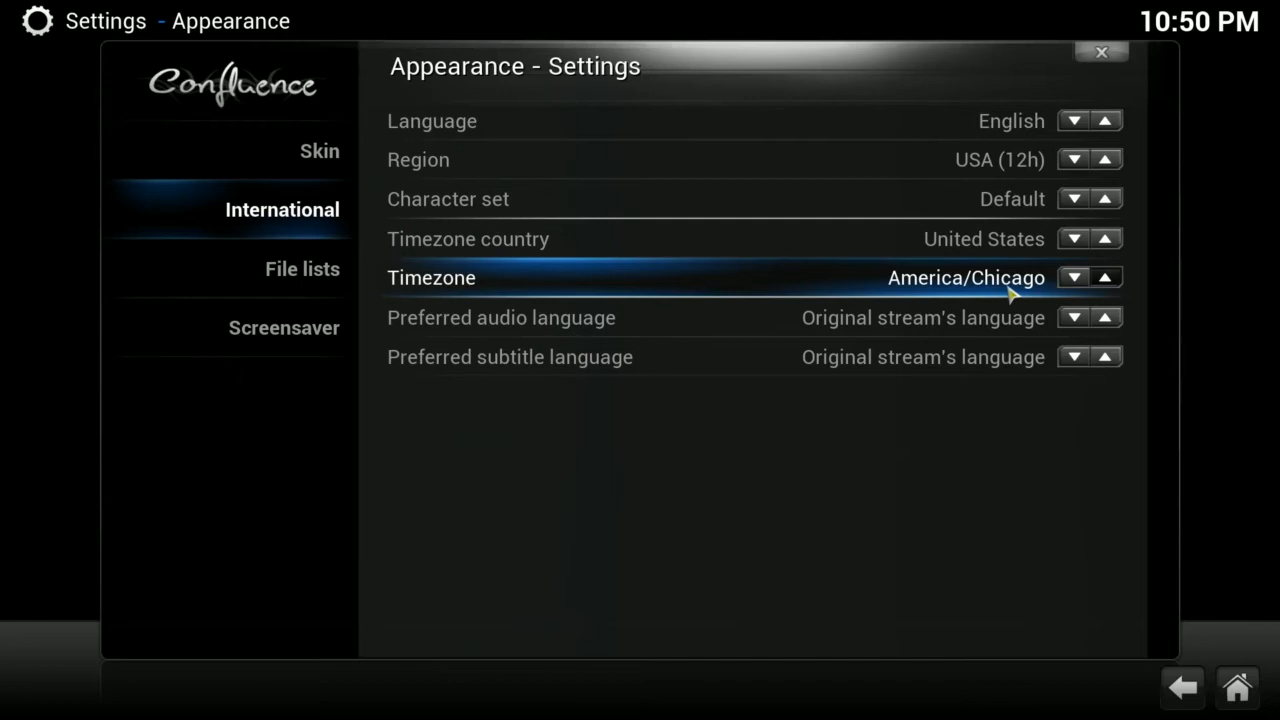 Settings - Appearance
10:50 PM
Confluence
Skin
International
File lists
Screensaver
Appearance - Settings
Language English
Region USA (12h)
Character set Default
Timezone country United States
Timezone America/Chicago
Preferred audio language Original stream's language
Preferred subtitle language Original stream's language